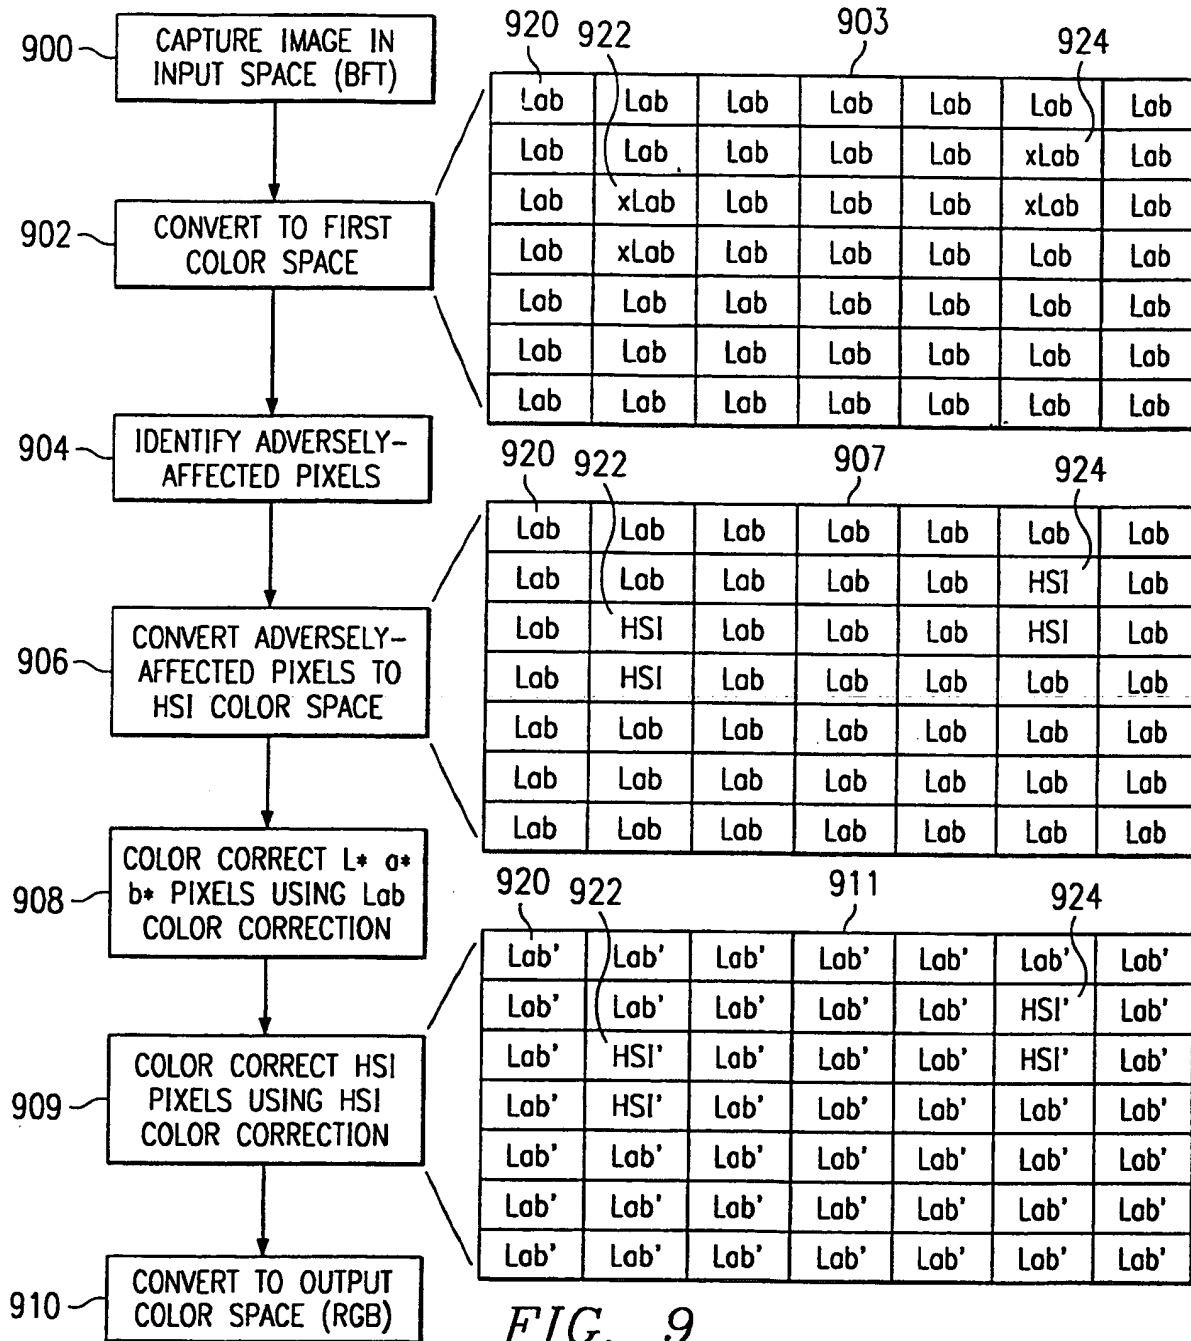 900
CAPTURE IMAGE IN
INPUT SPACE (BFT)
902
CONVERT TO FIRST
COLOR SPACE
904
IDENTIFY ADVERSELY-
AFFECTED PIXELS
906
CONVERT ADVERSELY-
AFFECTED PIXELS TO
HSI COLOR SPACE
908
COLOR CORRECT L* a*
b* PIXELS USING Lab
COLOR CORRECTION
909
COLOR CORRECT HSI
PIXELS USING HSI
COLOR CORRECTION
910
CONVERT TO OUTPUT
COLOR SPACE (RGB)
920 922 903 924
Lab Lab Lab Lab Lab Lab Lab
Lab Lab Lab Lab Lab xLab Lab
Lab xLab Lab Lab Lab xLab Lab
Lab xLab Lab Lab Lab Lab Lab
Lab Lab Lab Lab Lab Lab Lab
Lab Lab Lab Lab Lab Lab Lab
Lab Lab Lab Lab Lab Lab Lab
920 922 907 924
Lab Lab Lab Lab Lab Lab Lab
Lab Lab Lab Lab Lab HSI Lab
Lab HSI Lab Lab Lab HSI Lab
Lab HSI Lab Lab Lab Lab Lab
Lab Lab Lab Lab Lab Lab Lab
Lab Lab Lab Lab Lab Lab Lab
Lab Lab Lab Lab Lab Lab Lab
920 922 911 924
Lab' Lab' Lab' Lab' Lab' Lab' Lab'
Lab' Lab' Lab' Lab' Lab' HSI' Lab'
Lab' HSI' Lab' Lab' Lab' HSI' Lab'
Lab' HSI' Lab' Lab' Lab' Lab' Lab'
Lab' Lab' Lab' Lab' Lab' Lab' Lab'
Lab' Lab' Lab' Lab' Lab' Lab' Lab'
Lab' Lab' Lab' Lab' Lab' Lab' Lab'
FIG. 9